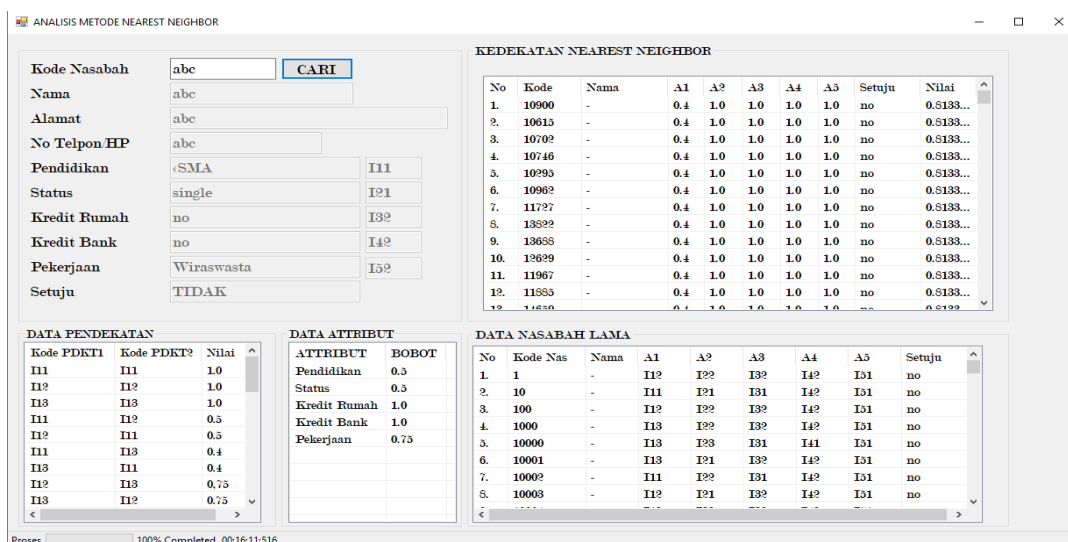 ANALISIS METODE NEAREST NEIGHBOR
Kode Nasabah abc CARI
Nama abc
Alamat abc
No Telpon/HP abc
Pendidikan <SMA I11
Status single I21
Kredit Rumah no I32
Kredit Bank no I42
Pekerjaan Wiraswasta I52
Setuju TIDAK
KEDEKATAN NEAREST NEIGHBOR
No Kode Nama A1 A2 A3 A4 A5 Setuju Nilai
1. 10900 - 0.4 1.0 1.0 1.0 1.0 no 0.8133...
2. 10615 - 0.4 1.0 1.0 1.0 1.0 no 0.8133...
3. 10702 - 0.4 1.0 1.0 1.0 1.0 no 0.8133...
4. 10746 - 0.4 1.0 1.0 1.0 1.0 no 0.8133...
5. 10295 - 0.4 1.0 1.0 1.0 1.0 no 0.8133...
6. 10962 - 0.4 1.0 1.0 1.0 1.0 no 0.8133...
7. 11727 - 0.4 1.0 1.0 1.0 1.0 no 0.8133...
8. 13822 - 0.4 1.0 1.0 1.0 1.0 no 0.8133...
9. 13688 - 0.4 1.0 1.0 1.0 1.0 no 0.8133...
10. 12629 - 0.4 1.0 1.0 1.0 1.0 no 0.8133...
11. 11967 - 0.4 1.0 1.0 1.0 1.0 no 0.8133...
12. 11885 - 0.4 1.0 1.0 1.0 1.0 no 0.8133...
DATA PENDEKATAN
Kode PDKT1 Kode PDKT2 Nilai
I11 I11 1.0
I12 I12 1.0
I13 I13 1.0
I11 I12 0.5
I12 I11 0.5
I11 I13 0.4
I13 I11 0.4
I12 I13 0,75
I13 I12 0.75
DATA ATTRIBUT
ATTRIBUT BOBOT
Pendidikan 0.5
Status 0.5
Kredit Rumah 1.0
Kredit Bank 1.0
Pekerjaan 0.75
DATA NASABAH LAMA
No Kode Nas Nama A1 A2 A3 A4 A5 Setuju
1. 1 - I12 I22 I32 I42 I51 no
2. 10 - I11 I21 I31 I42 I51 no
3. 100 - I12 I22 I32 I42 I51 no
4. 1000 - I13 I22 I32 I42 I51 no
5. 10000 - I13 I23 I31 I41 I51 no
6. 10001 - I13 I21 I32 I42 I51 no
7. 10002 - I11 I22 I32 I42 I51 no
8. 10003 - I12 I21 I32 I42 I51 no
Proses 100% Completed 00:16:11:516